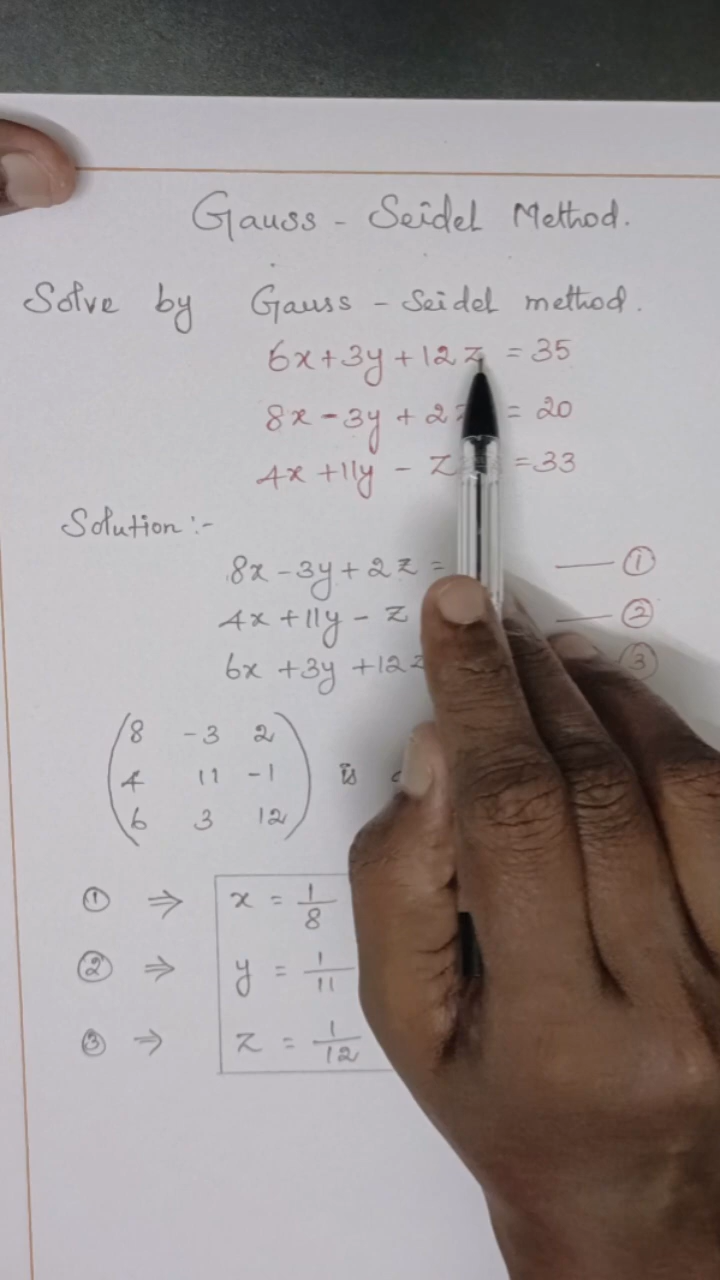 Gauss - Seidel Method.
Solve by Gauss - Seidel method.
6x + 3y + 12z = 35
8x - 3y + 2z = 20
4x + 11y - z = 33
Solution :-
8x - 3y + 2z = —— ①
4x + 11y - z —— ②
6x + 3y + 12z ③
8 -3 2
4 11 -1 is
6 3 12
① ⇒ x = 1/8
② ⇒ y = 1/11
③ ⇒ z = 1/12